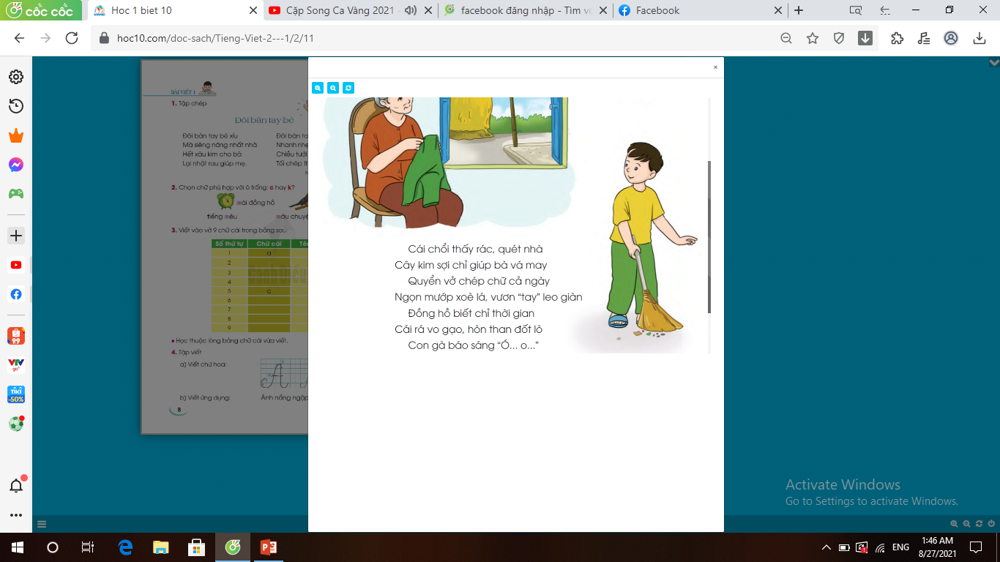 cốc cốc
Hoc 1 biet 10
Cặp Song Ca Vàng 2021 -
facebook đăng nhập - Tìm vớ
Facebook
hoc10.com/doc-sach/Tieng-Viet-2---1/2/11
BÀI VIẾT 1
1. Tập chép
Đôi bàn tay bé
Đôi bàn tay bé xíu
Đôi bàn ta
Mà siêng năng nhất nhà
Nhanh nhẹ
Hết xâu kim cho bà
Chiều tưới
Lại nhặt rau giúp mẹ.
Tối chép th
2. Chọn chữ phù hợp với ô trống: c hay k?
ái đồng hồ
tiếng êu
âu chuyệ
3. Viết vào vở 9 chữ cái trong bảng sau:
Số thứ tự Chữ cái Tê
1 a
2
3
4
5 c
6
7
8
9
• Học thuộc lòng bảng chữ cái vừa viết.
4. Tập viết
a) Viết chữ hoa:
A
b) Viết ứng dụng: Ánh nắng ngập
8
×
Cái chổi thấy rác, quét nhà
Cây kim sợi chỉ giúp bà vá may
Quyển vở chép chữ cả ngày
Ngọn mướp xoè lá, vươn “tay” leo giàn
Đồng hồ biết chỉ thời gian
Cái rá vo gạo, hòn than đốt lò
Con gà báo sáng “Ó... o...”
99
VTV
go
TIKI
-50%
Activate Windows
Go to Settings to activate Windows.
ENG
1:46 AM
8/27/2021